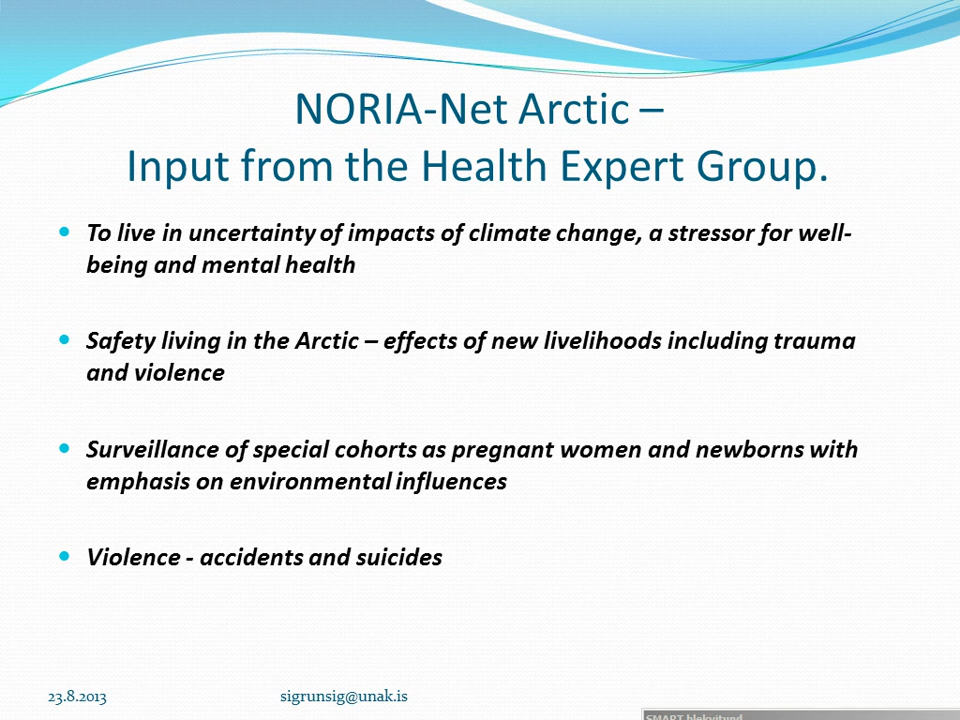 NORIA-Net Arctic –
Input from the Health Expert Group.
To live in uncertainty of impacts of climate change, a stressor for well-
being and mental health
Safety living in the Arctic – effects of new livelihoods including trauma
and violence
Surveillance of special cohorts as pregnant women and newborns with
emphasis on environmental influences
Violence - accidents and suicides
23.8.2013 sigrunsig@unak.is
SMART blekvitund